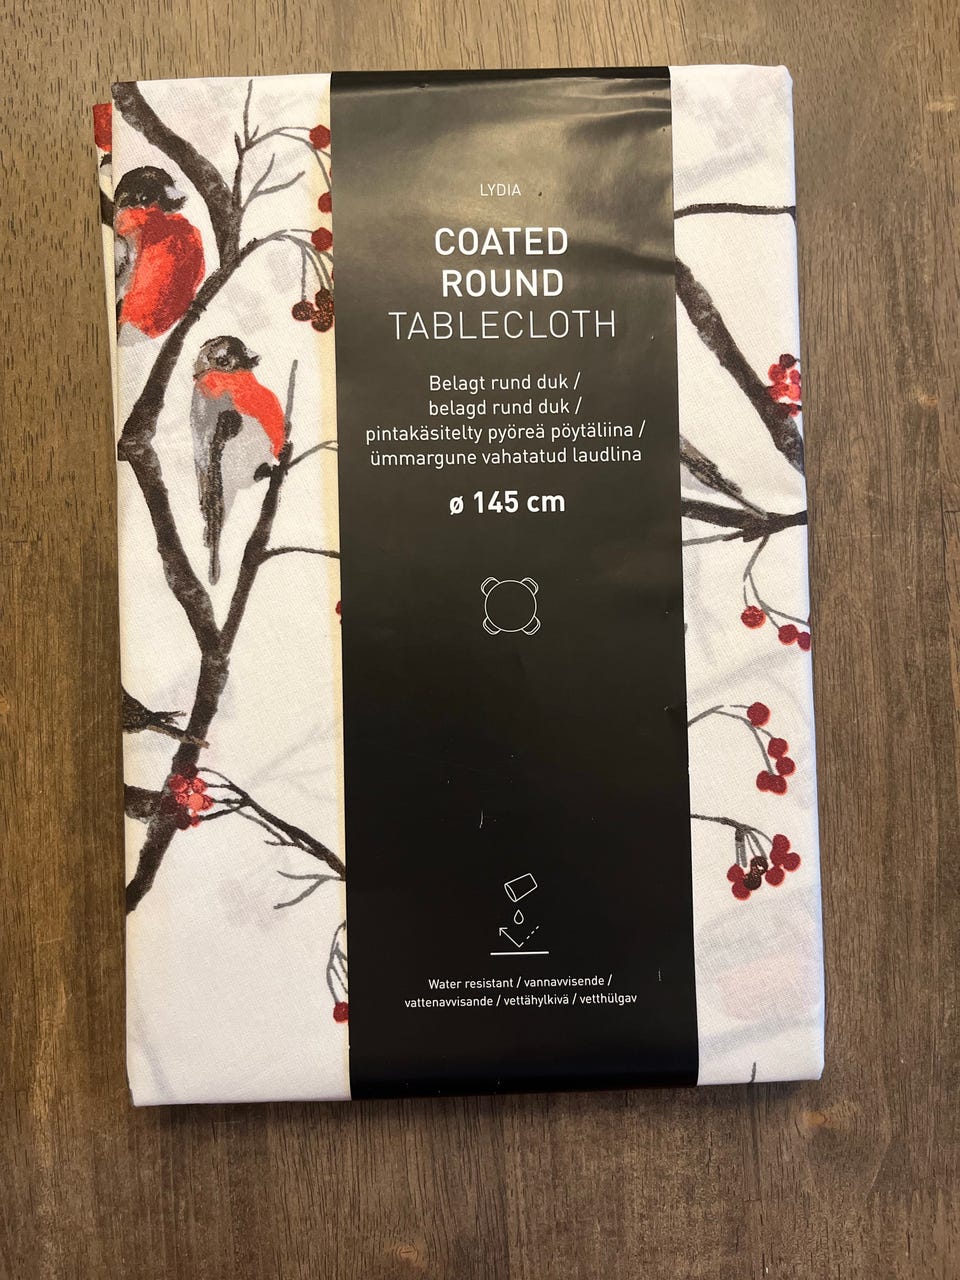 LYDIA
COATED
ROUND
TABLECLOTH
Belagt rund duk /
belagd rund duk /
pintakäsitelty pyöreä pöytäliina /
ümmargune vahatatud laudlina
ø 145 cm
Water resistant / vannavvisende /
vattenavvisande / vettähylkivä / vetthülgav